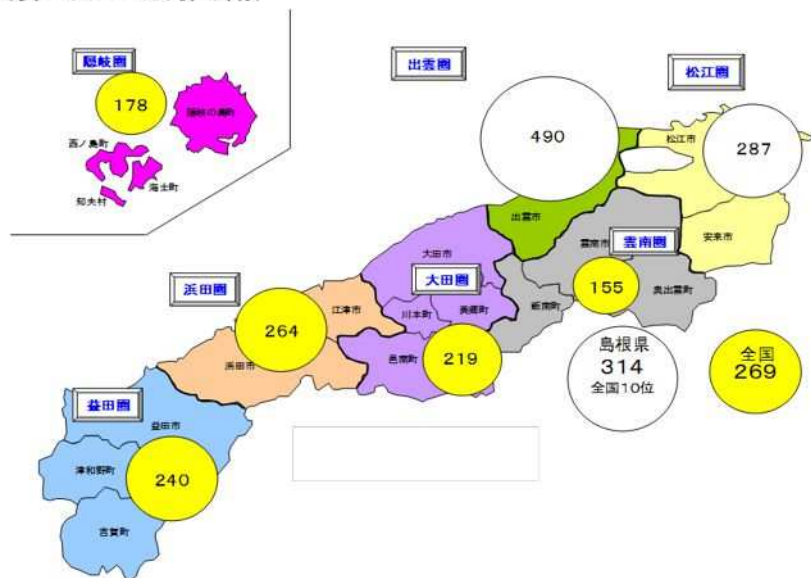 隠岐圏
178
隠岐の島町
西ノ島町
海士町
知夫村
出雲圏
490
松江圏
松江市
287
出雲市
安来市
雲南市
雲南圏
155
奥出雲町
飯南町
大田市
大田圏
川本町
美郷町
邑南町
219
浜田圏
264
江津市
浜田市
島根県
314
全国10位
全国
269
益田圏
益田市
津和野町
240
吉賀町